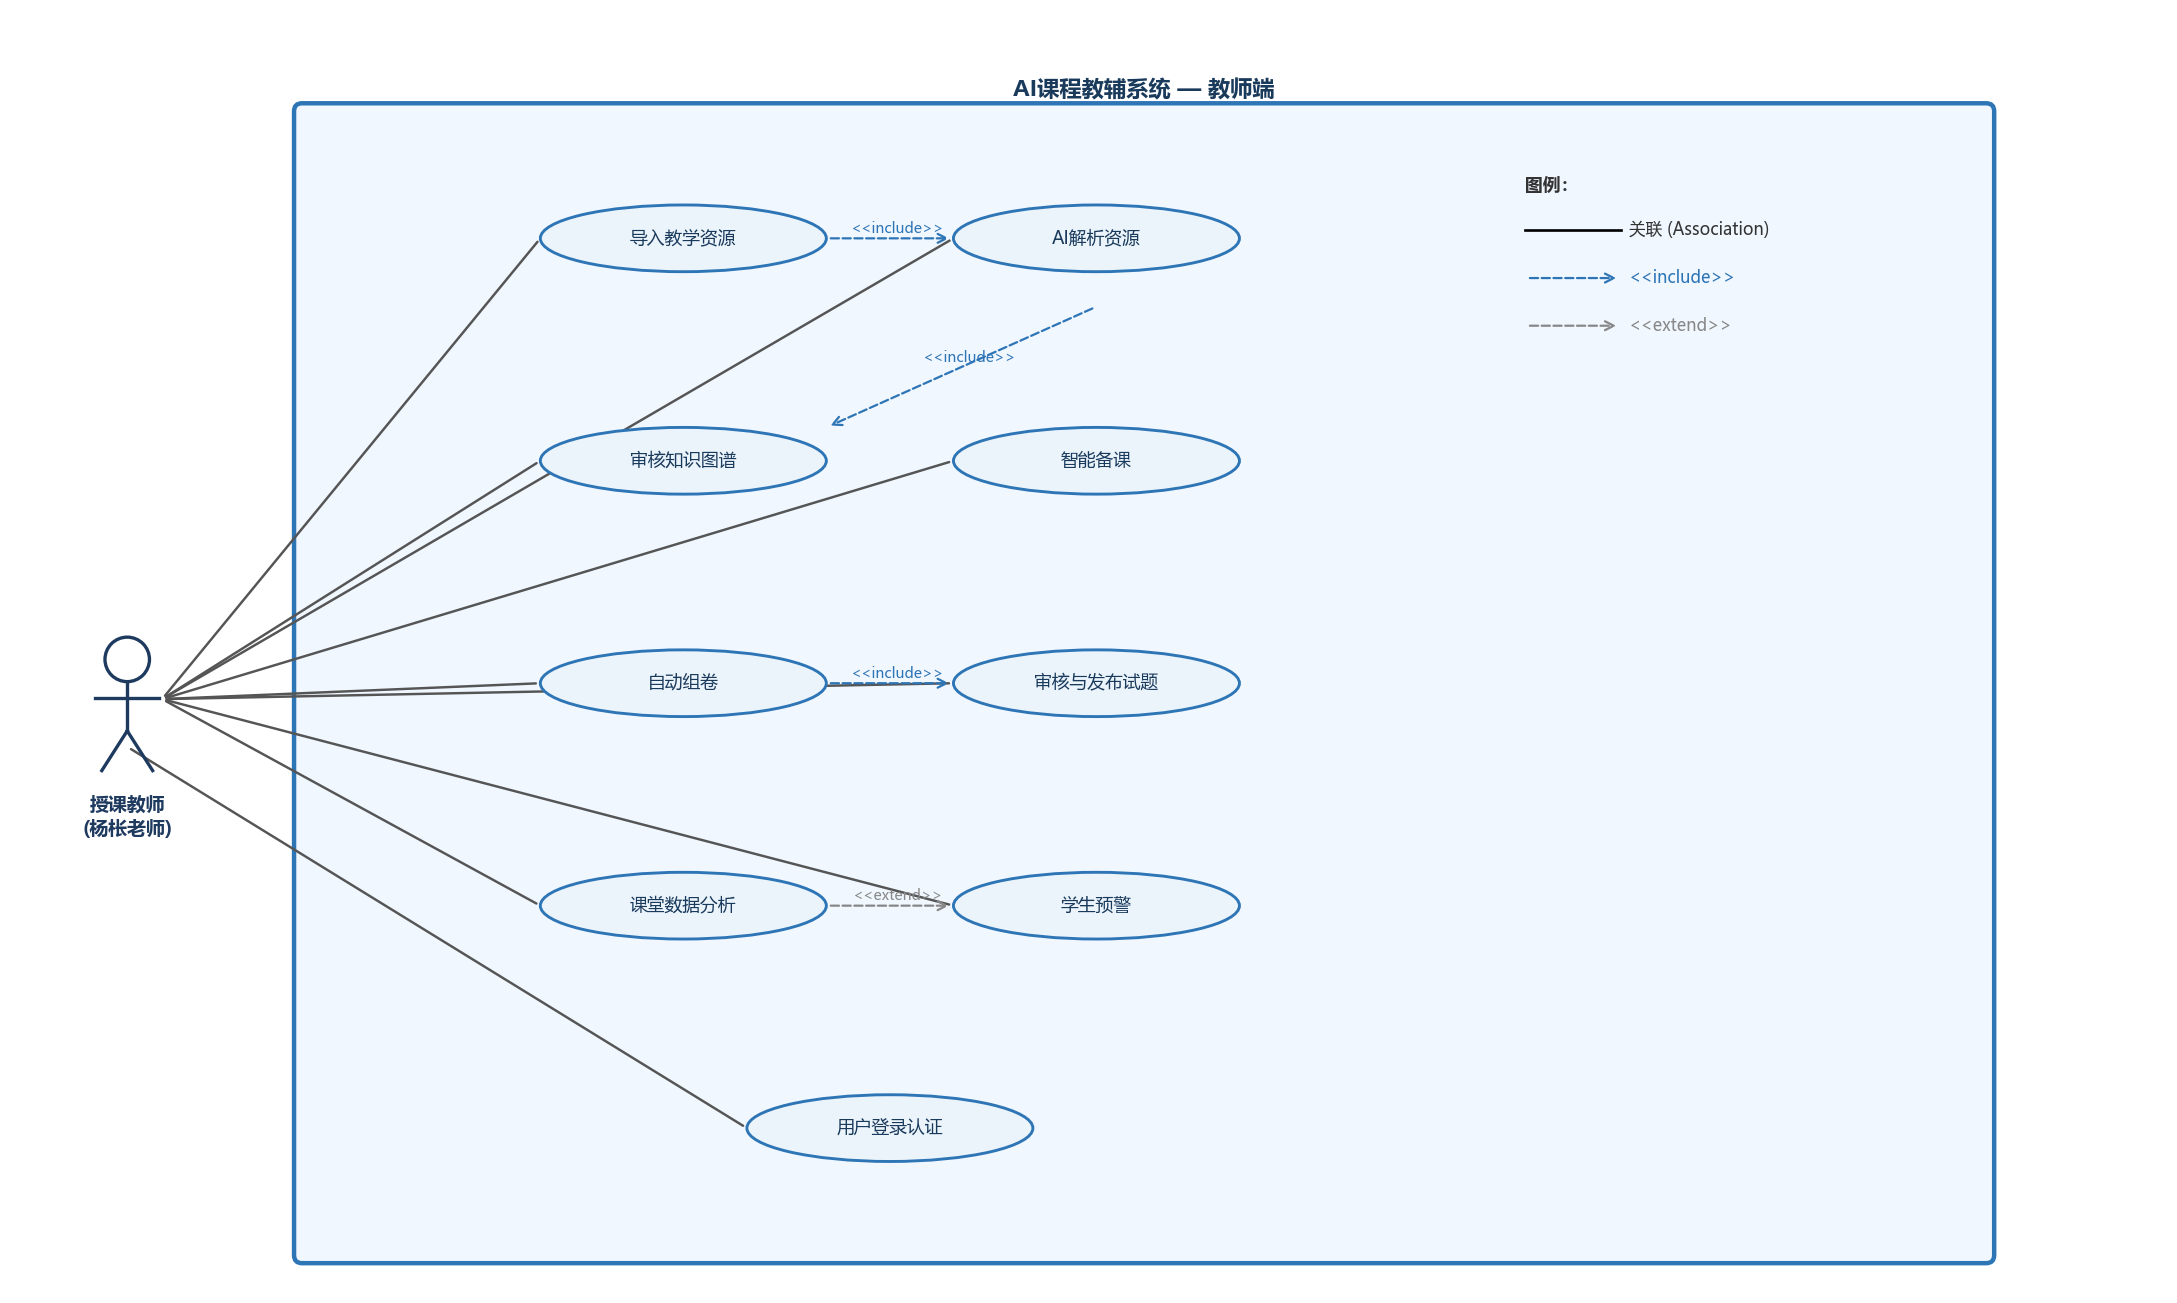 AI课程教辅系统 — 教师端
图例：
关联 (Association)
<<include>>
<<extend>>
导入教学资源
<<include>>
AI解析资源
<<include>>
审核知识图谱
智能备课
自动组卷
<<include>>
审核与发布试题
授课教师
(杨枨老师)
课堂数据分析
<<extend>>
学生预警
用户登录认证